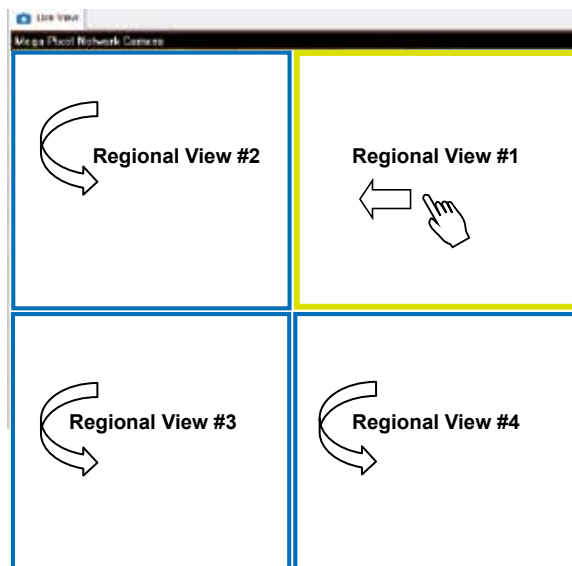 Live View
Mega Pixel Network Camera
Regional View #2
Regional View #1
Regional View #3
Regional View #4